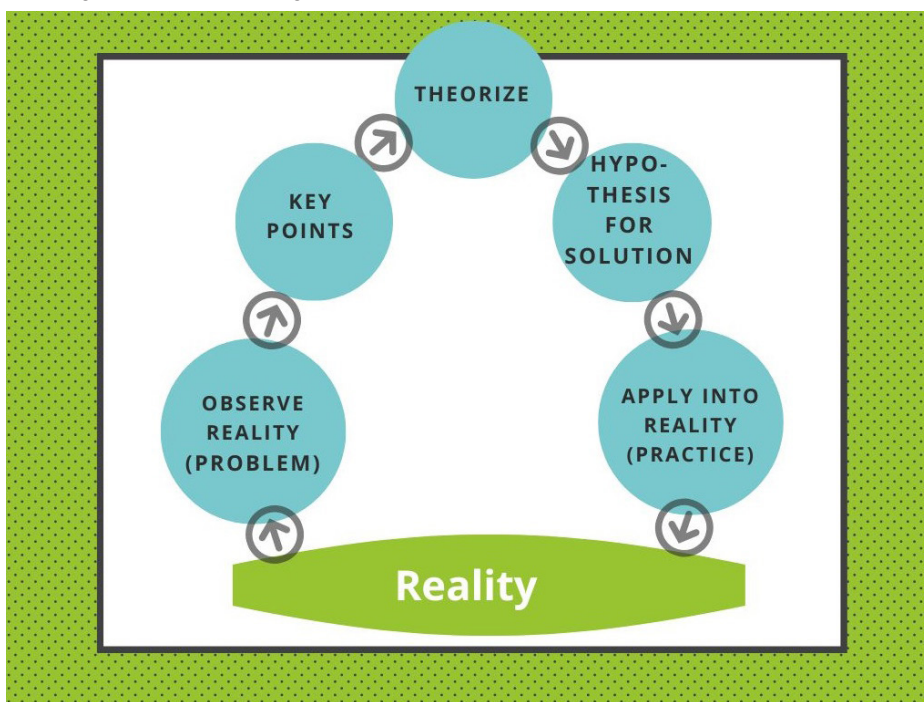 THEORIZE
KEY
POINTS
HYPO-
THESIS
FOR
SOLUTION
OBSERVE
REALITY
(PROBLEM)
APPLY INTO
REALITY
(PRACTICE)
Reality